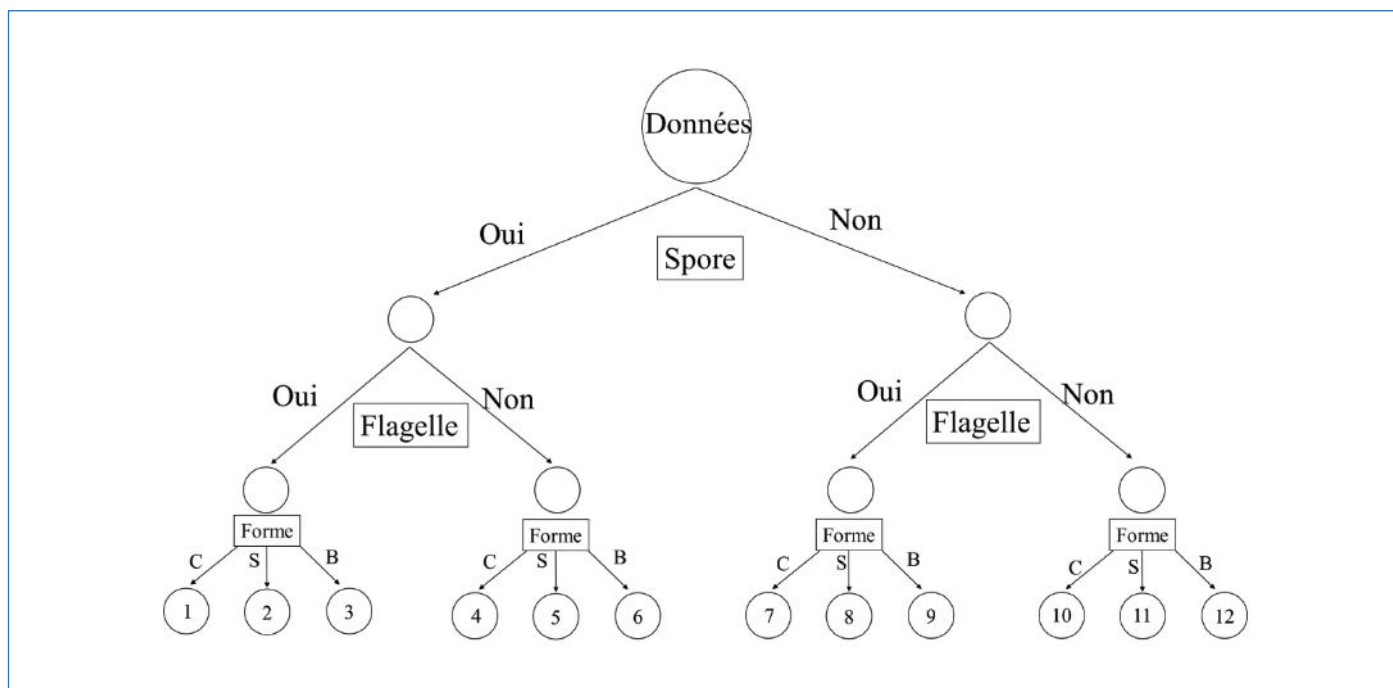 Données
Oui
Non
Spore
Oui
Non
Flagelle
Oui
Non
Flagelle
Forme
Forme
Forme
Forme
C S B
C S B
C S B
C S B
1 2 3
4 5 6
7 8 9
10 11 12